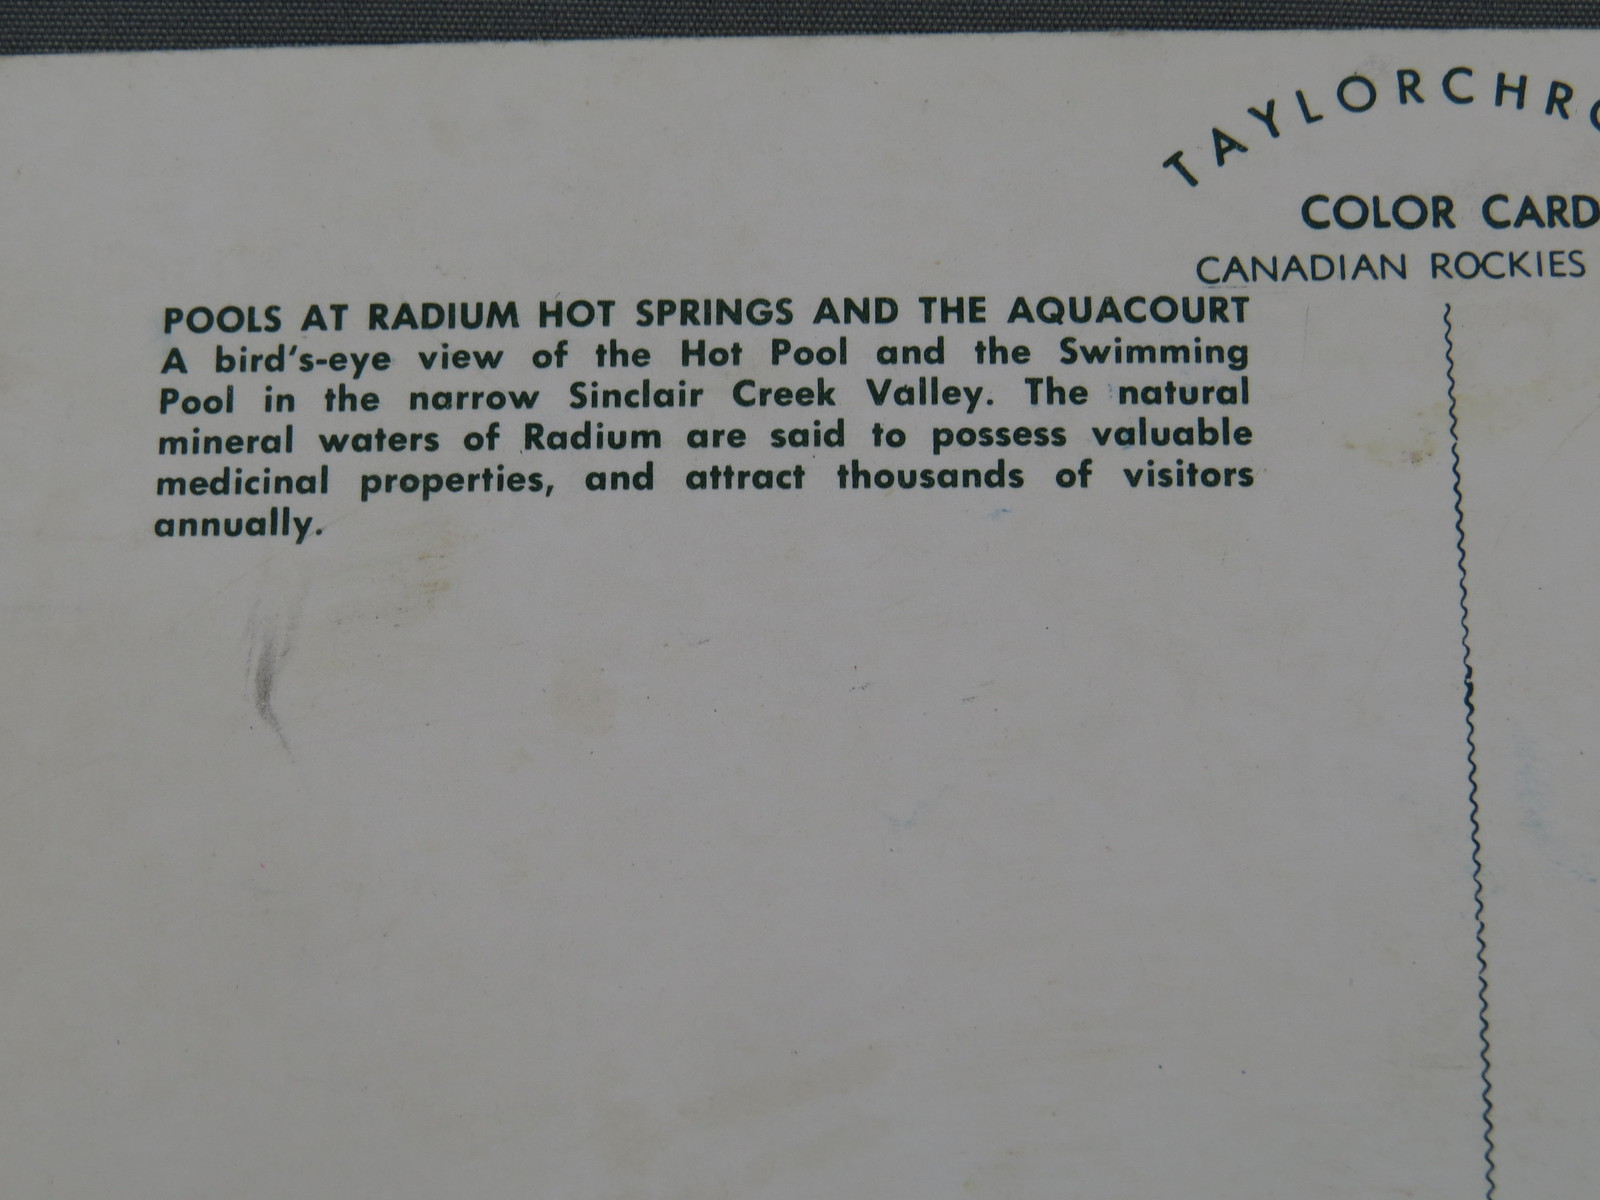 TAYLORCHRO
COLOR CARD
CANADIAN ROCKIES
POOLS AT RADIUM HOT SPRINGS AND THE AQUACOURT
A bird's-eye view of the Hot Pool and the Swimming
Pool in the narrow Sinclair Creek Valley. The natural
mineral waters of Radium are said to possess valuable
medicinal properties, and attract thousands of visitors
annually.